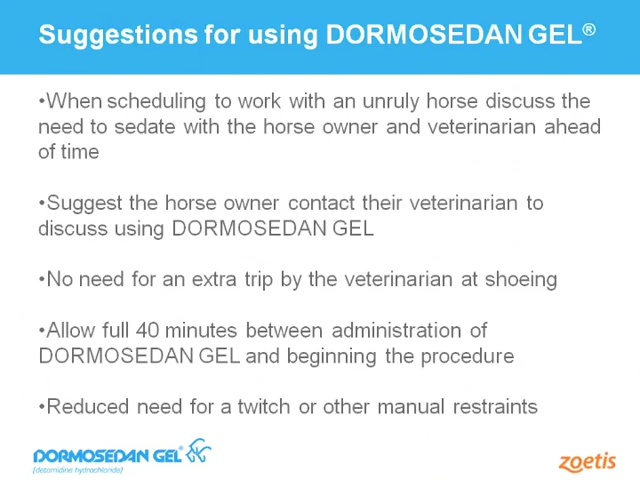 Suggestions for using DORMOSEDAN GEL®
•When scheduling to work with an unruly horse discuss the
need to sedate with the horse owner and veterinarian ahead
of time
•Suggest the horse owner contact their veterinarian to
discuss using DORMOSEDAN GEL
•No need for an extra trip by the veterinarian at shoeing
•Allow full 40 minutes between administration of
DORMOSEDAN GEL and beginning the procedure
•Reduced need for a twitch or other manual restraints
DORMOSEDAN GEL®
(detomidine hydrochloride)
zoetis